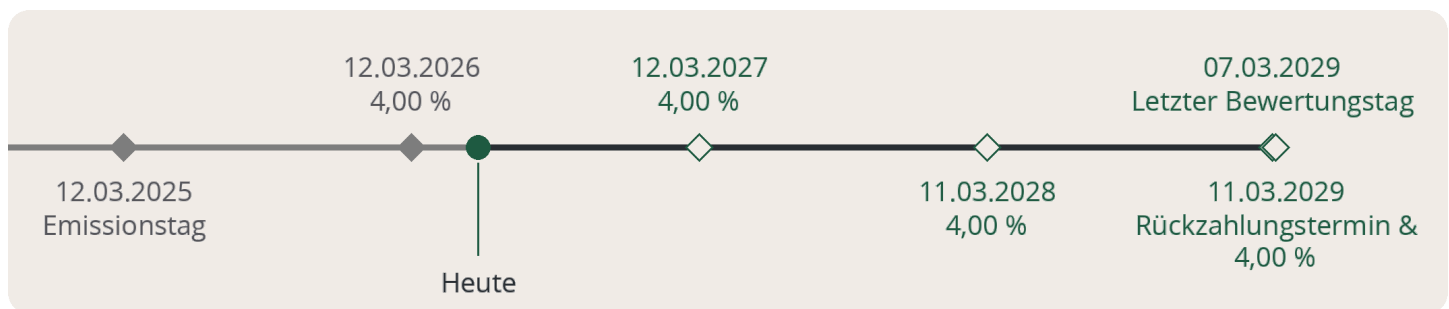 12.03.2026
4,00 %
12.03.2027
4,00 %
07.03.2029
Letzter Bewertungstag
12.03.2025
Emissionstag
Heute
11.03.2028
4,00 %
11.03.2029
Rückzahlungstermin &
4,00 %